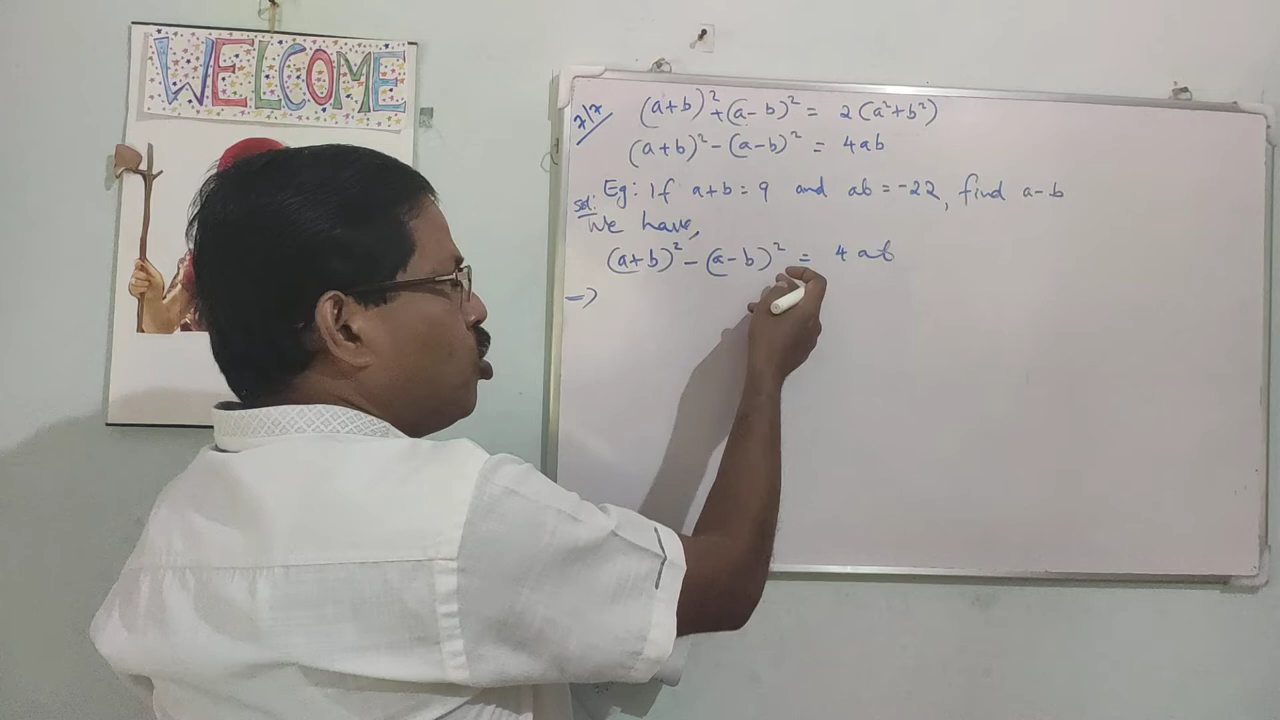 WELCOME
(a+b)²+(a-b)² = 2(a²+b²)
(a+b)²-(a-b)² = 4ab
Eg: If a+b=9 and ab=-22, find a-b
Sol:
We have,
(a+b)²-(a-b)² = 4ab
=>